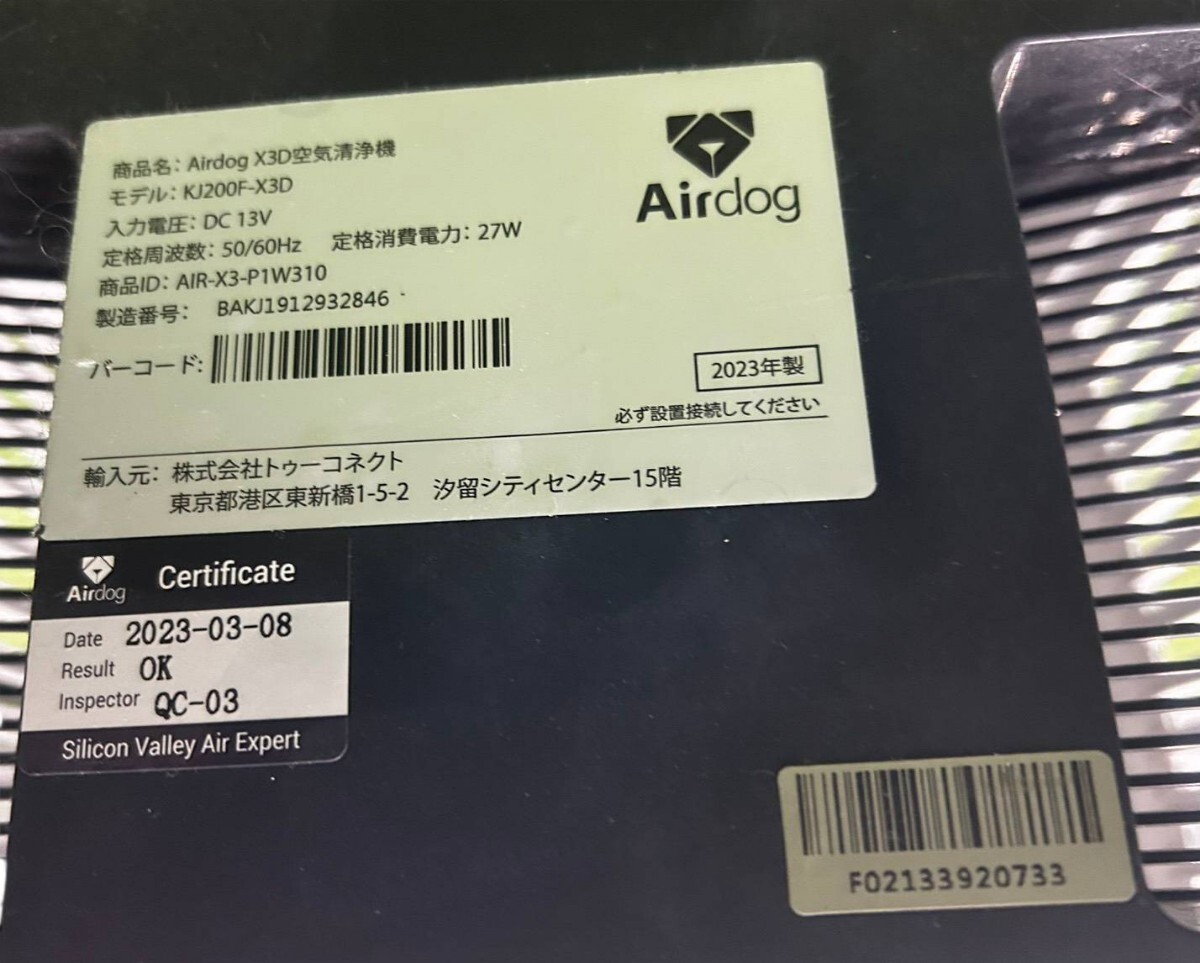 商品名: Airdog X3D空気清浄機
モデル: KJ200F-X3D
入力電圧: DC 13V
定格周波数: 50/60Hz 定格消費電力: 27W
商品ID: AIR-X3-P1W310
製造番号: BAKJ1912932846
バーコード:
Airdog
2023年製
必ず設置接続してください
輸入元: 株式会社トゥーコネクト
東京都港区東新橋1-5-2 汐留シティセンター15階
Airdog Certificate
Date 2023-03-08
Result OK
Inspector QC-03
Silicon Valley Air Expert
F02133920733